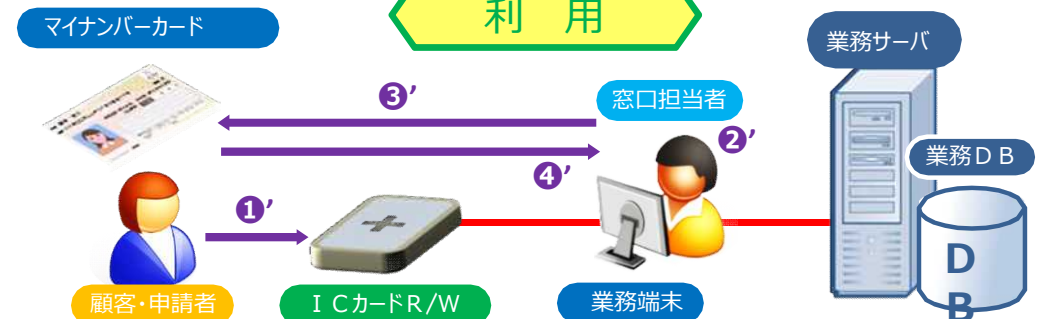 利 用
マイナンバーカード
業務サーバ
❸’
窓口担当者
❷’
業務DB
❹’
❶’
D
B
顧客・申請者
ICカードR/W
業務端末